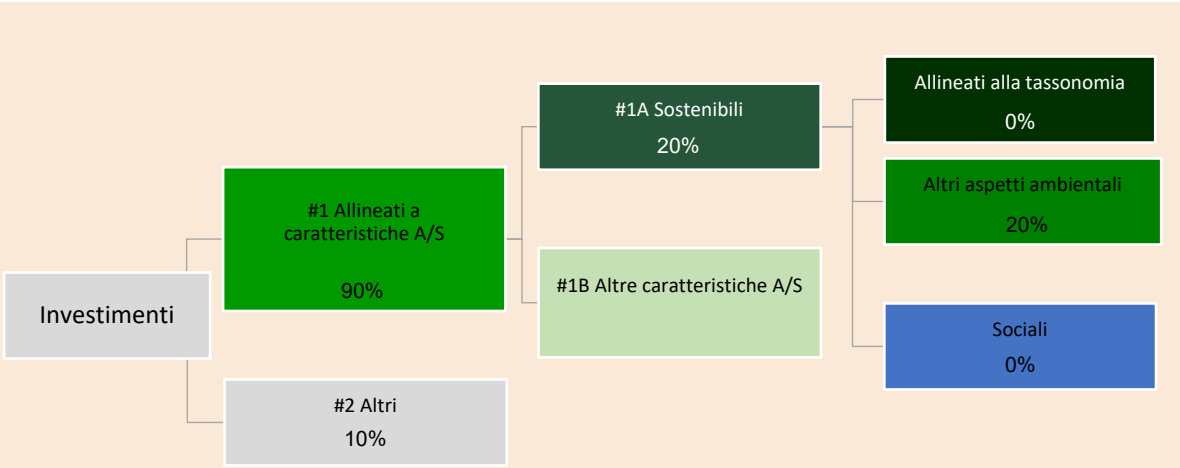 Investimenti
#1 Allineati a
caratteristiche A/S
90%
#2 Altri
10%
#1A Sostenibili
20%
#1B Altre caratteristiche A/S
Allineati alla tassonomia
0%
Altri aspetti ambientali
20%
Sociali
0%